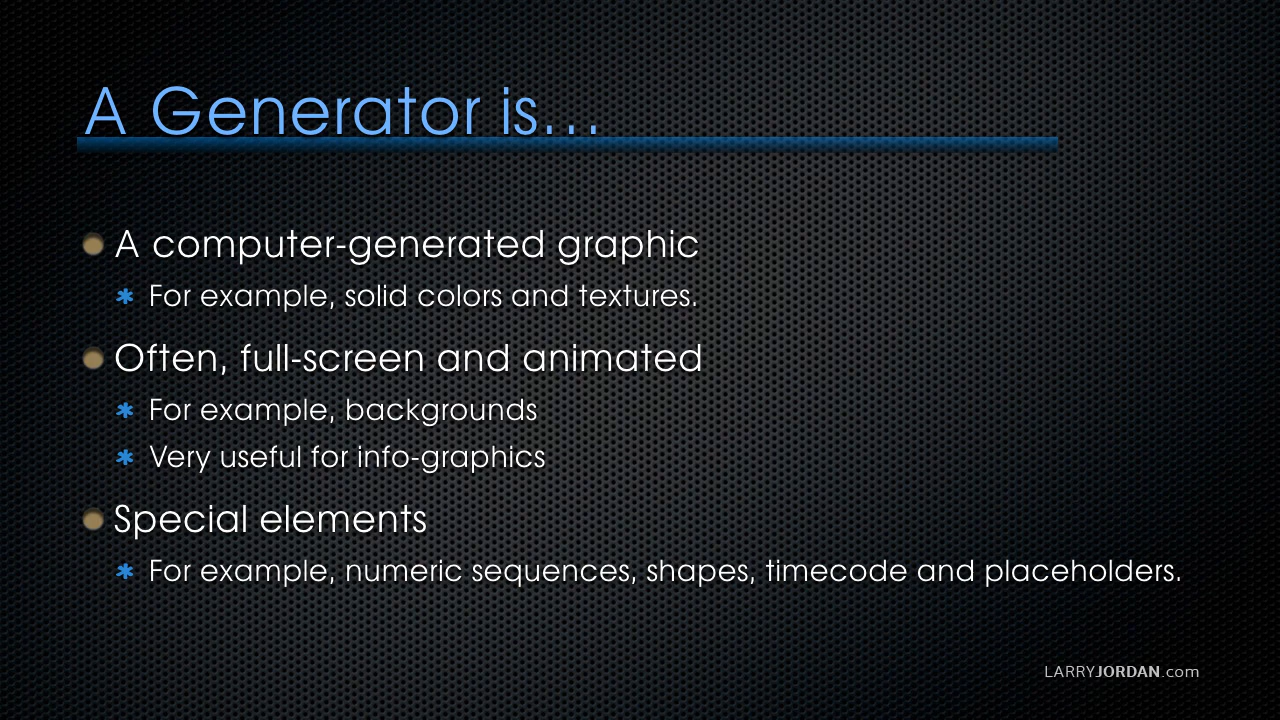 A Generator is...
A computer-generated graphic
For example, solid colors and textures.
Often, full-screen and animated
For example, backgrounds
Very useful for info-graphics
Special elements
For example, numeric sequences, shapes, timecode and placeholders.
LARRYJORDAN.com